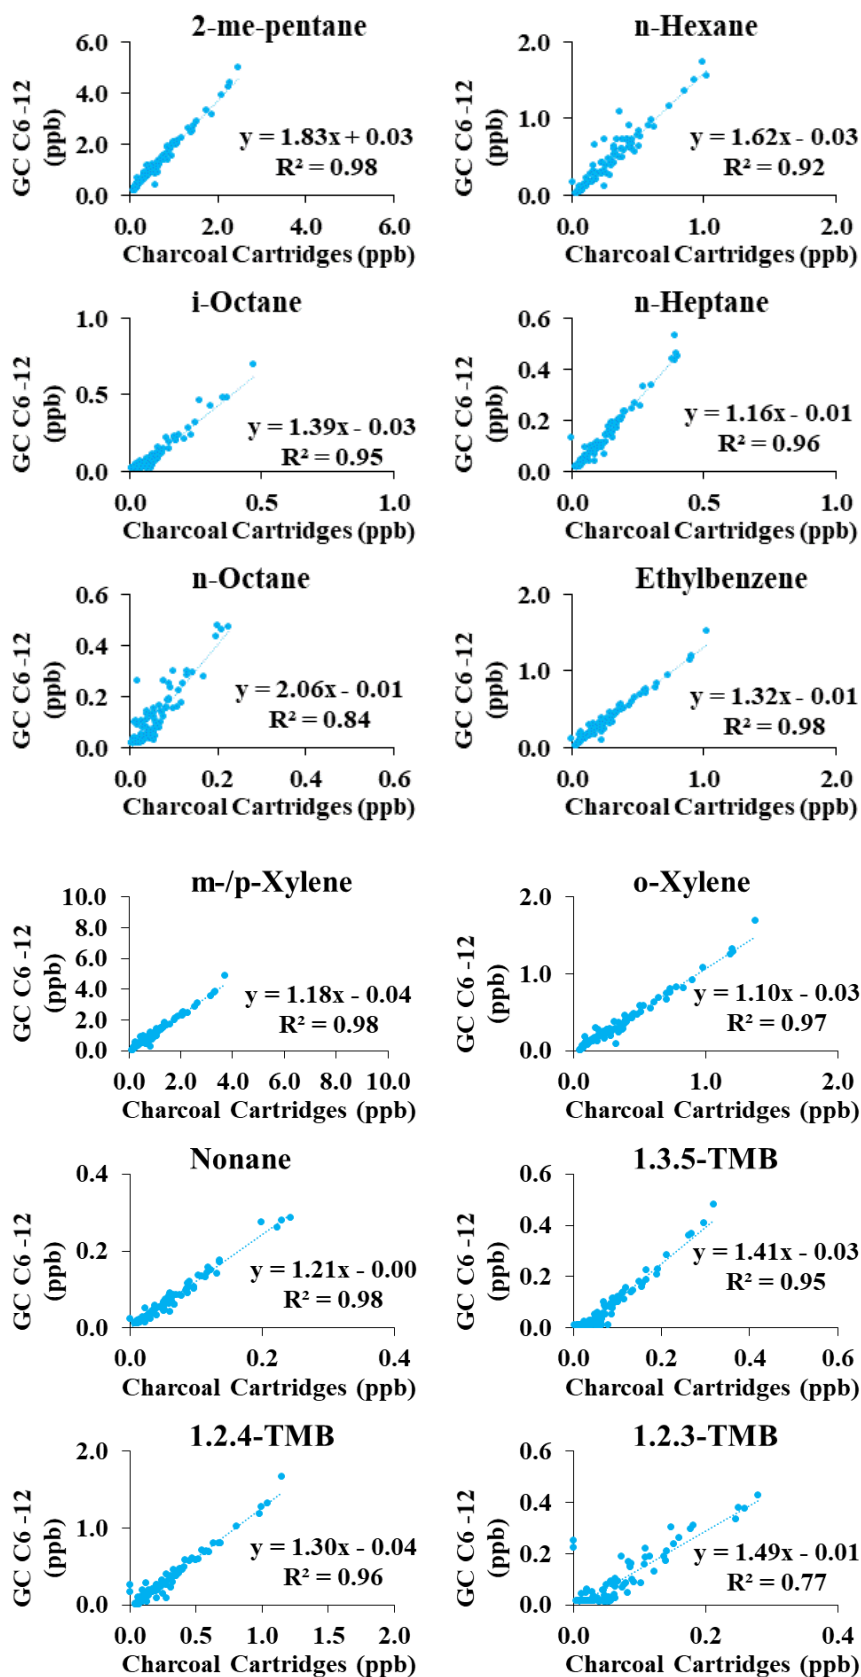 2-me-pentane
6.0
4.0
2.0
0.0
GC C6 -12
(ppb)
y = 1.83x + 0.03
R² = 0.98
0.0 2.0 4.0 6.0
Charcoal Cartridges (ppb)
n-Hexane
2.0
1.0
0.0
GC C6 -12
(ppb)
y = 1.62x - 0.03
R² = 0.92
0.0 1.0 2.0
Charcoal Cartridges (ppb)
i-Octane
1.0
0.5
0.0
GC C6 -12
(ppb)
y = 1.39x - 0.03
R² = 0.95
0.0 0.5 1.0
Charcoal Cartridges (ppb)
n-Heptane
0.6
0.4
0.2
0.0
GC C6 -12
(ppb)
y = 1.16x - 0.01
R² = 0.96
0.0 0.5 1.0
Charcoal Cartridges (ppb)
n-Octane
0.6
0.4
0.2
0.0
GC C6 -12
(ppb)
y = 2.06x - 0.01
R² = 0.84
0.0 0.2 0.4 0.6
Charcoal Cartridges (ppb)
Ethylbenzene
2.0
1.0
0.0
GC C6 -12
(ppb)
y = 1.32x - 0.01
R² = 0.98
0.0 1.0 2.0
Charcoal Cartridges (ppb)
m-/p-Xylene
10.0
8.0
6.0
4.0
2.0
0.0
GC C6 -12
(ppb)
y = 1.18x - 0.04
R² = 0.98
0.0 2.0 4.0 6.0 8.0 10.0
Charcoal Cartridges (ppb)
o-Xylene
2.0
1.0
0.0
GC C6 -12
(ppb)
y = 1.10x - 0.03
R² = 0.97
0.0 1.0 2.0
Charcoal Cartridges (ppb)
Nonane
0.4
0.2
0.0
GC C6 -12
(ppb)
y = 1.21x - 0.00
R² = 0.98
0.0 0.2 0.4
Charcoal Cartridges (ppb)
1.3.5-TMB
0.6
0.4
0.2
0.0
GC C6 -12
(ppb)
y = 1.41x - 0.03
R² = 0.95
0.0 0.2 0.4 0.6
Charcoal Cartridges (ppb)
1.2.4-TMB
2.0
1.0
0.0
GC C6 -12
(ppb)
y = 1.30x - 0.04
R² = 0.96
0.0 0.5 1.0 1.5 2.0
Charcoal Cartridges (ppb)
1.2.3-TMB
0.6
0.4
0.2
0.0
GC C6 -12
(ppb)
y = 1.49x - 0.01
R² = 0.77
0.0 0.2 0.4
Charcoal Cartridges (ppb)